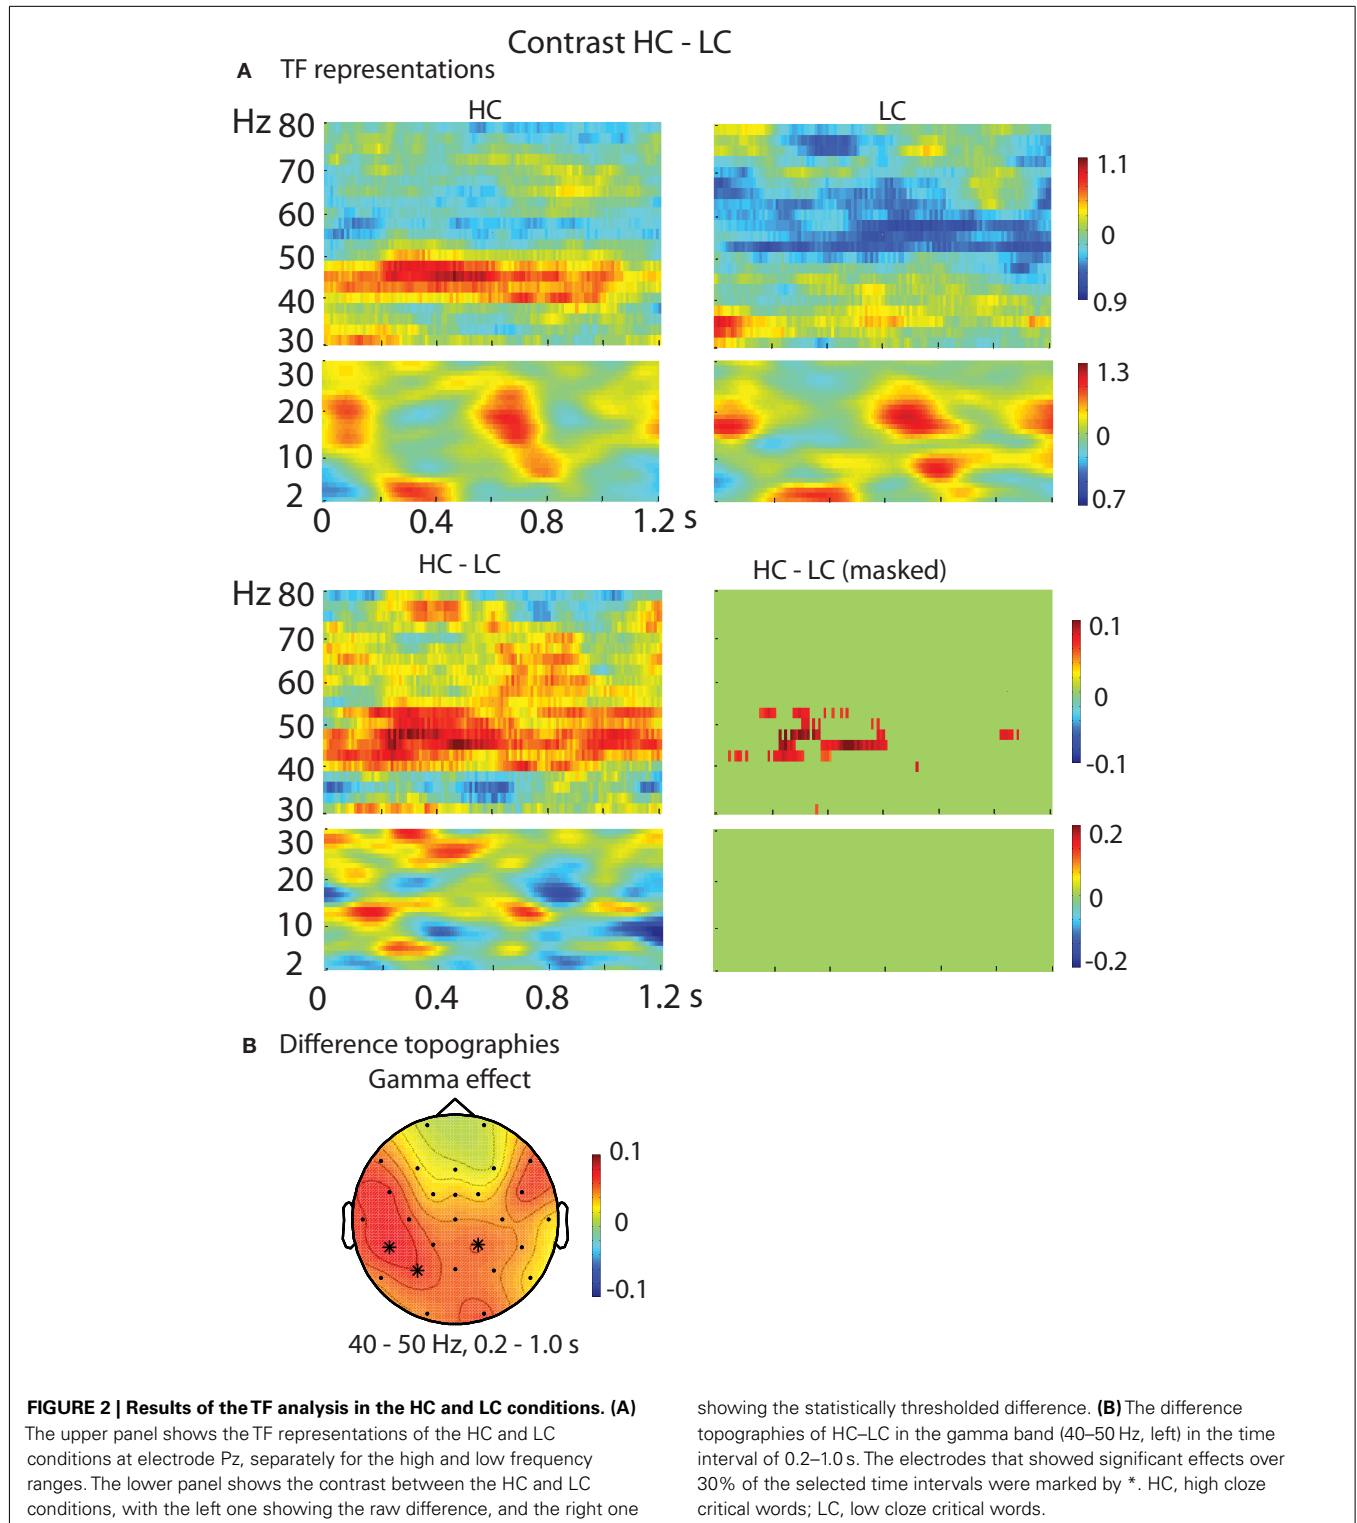 Contrast HC - LC
A TF representations
HC
LC
Hz 80
70
60
50
40
30
1.1
0
0.9
30
20
10
2
1.3
0
0.7
0 0.4 0.8 1.2 s
HC - LC
HC - LC (masked)
Hz 80
70
60
50
40
30
0.1
0
-0.1
30
20
10
2
0.2
0
-0.2
0 0.4 0.8 1.2 s
B Difference topographies
Gamma effect
0.1
0
-0.1
40 - 50 Hz, 0.2 - 1.0 s
FIGURE 2 | Results of the TF analysis in the HC and LC conditions. (A)
The upper panel shows the TF representations of the HC and LC
conditions at electrode Pz, separately for the high and low frequency
ranges. The lower panel shows the contrast between the HC and LC
conditions, with the left one showing the raw difference, and the right one
showing the statistically thresholded difference. (B) The difference
topographies of HC–LC in the gamma band (40–50 Hz, left) in the time
interval of 0.2–1.0 s. The electrodes that showed significant effects over
30% of the selected time intervals were marked by *. HC, high cloze
critical words; LC, low cloze critical words.